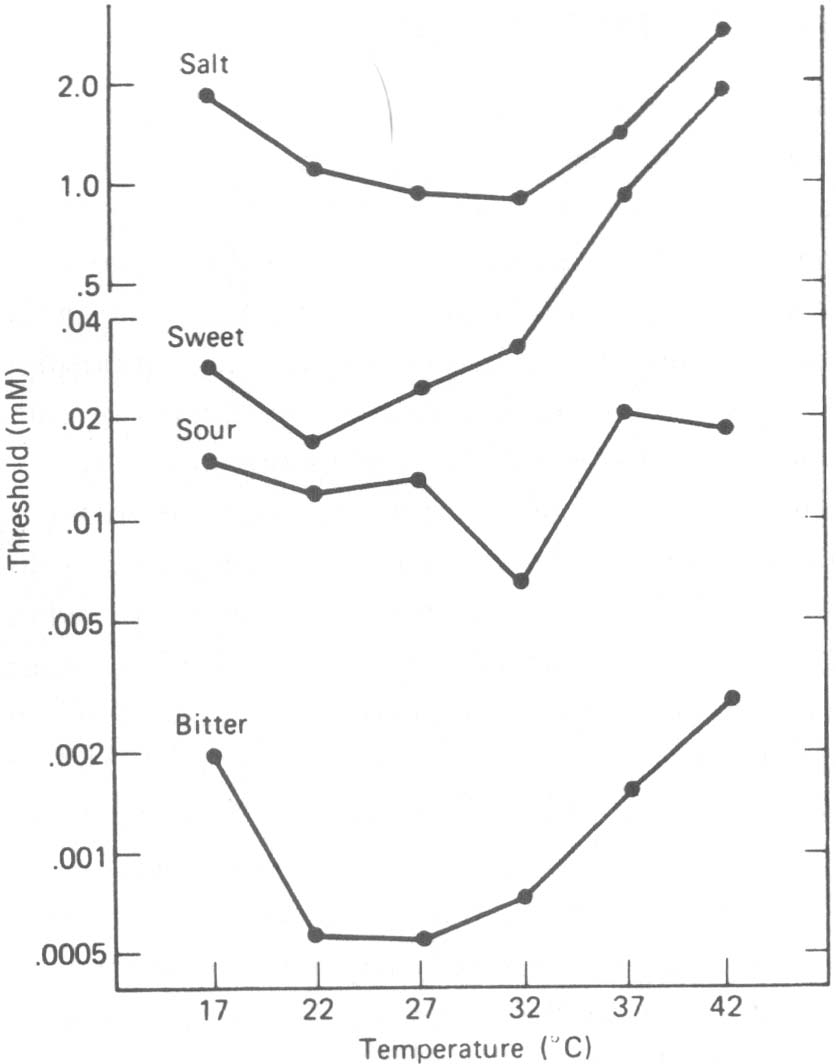 Salt
2.0
1.0
.5
.04
Sweet
.02
Sour
.01
.005
Bitter
.002
.001
.0005
Threshold (mM)
17 22 27 32 37 42
Temperature (°C)